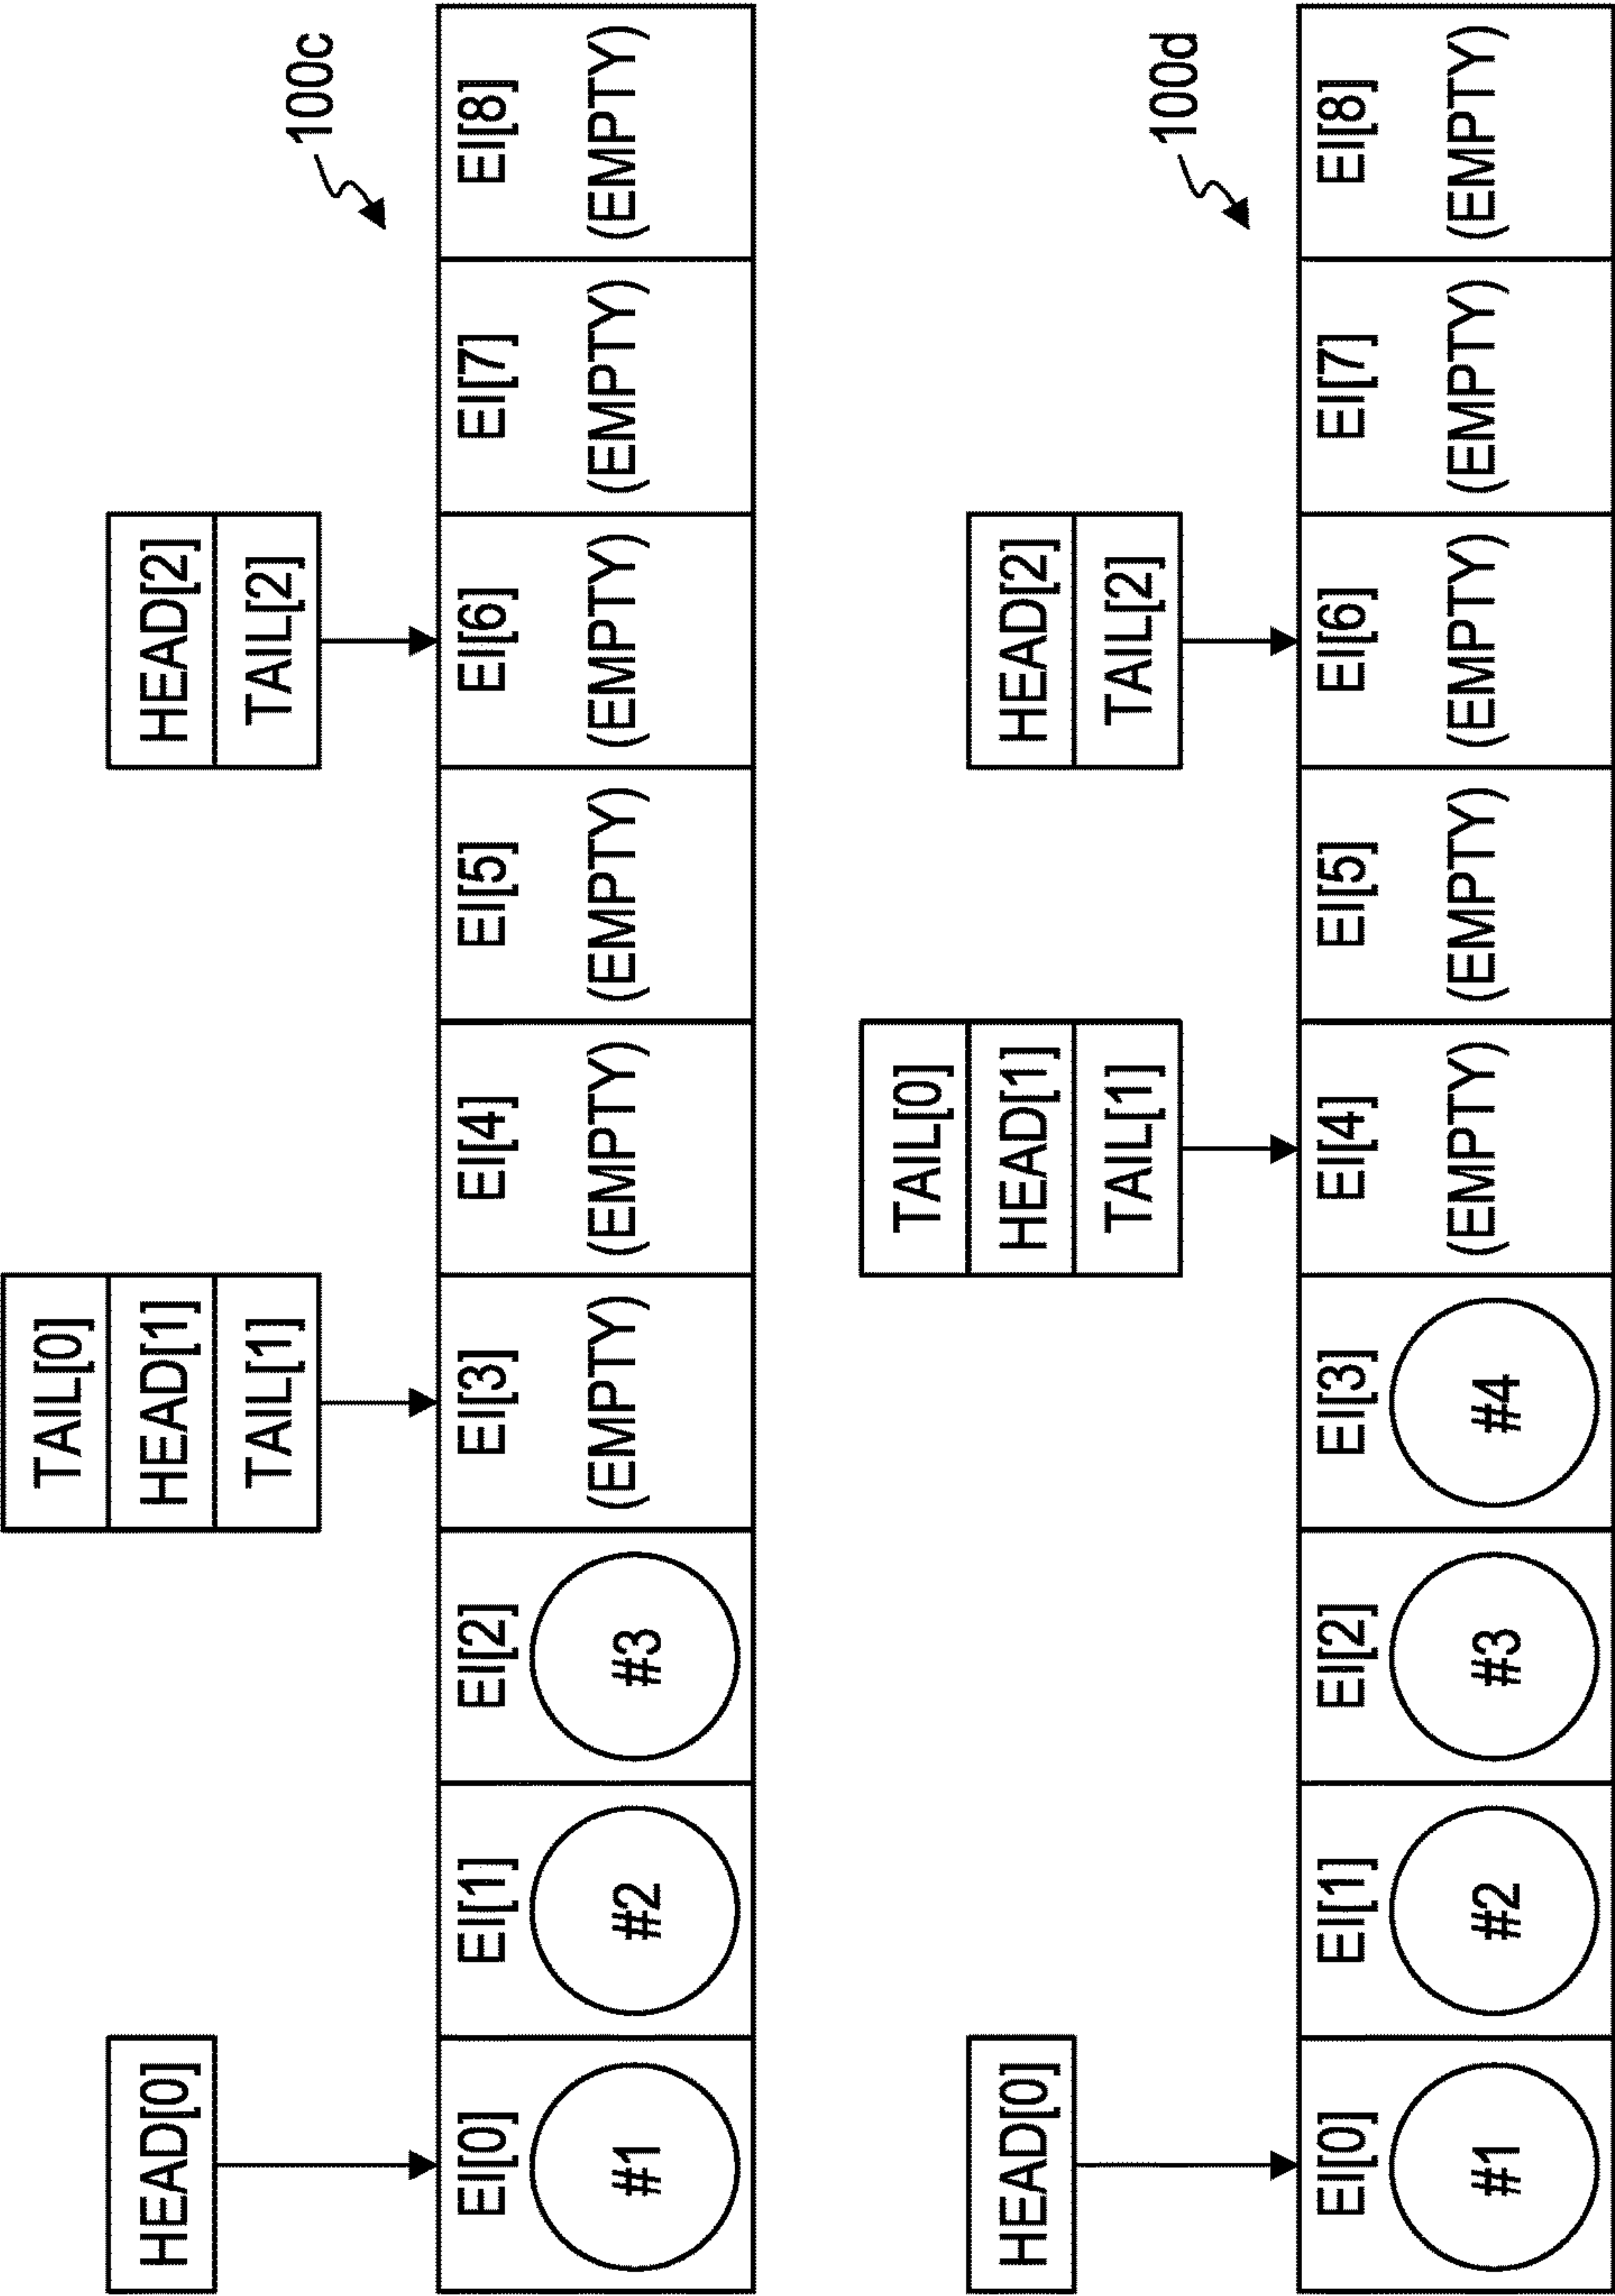 100c
TAIL[0]
HEAD[0] HEAD[1] HEAD[2]
TAIL[1] TAIL[2]
EI[0] EI[1] EI[2] EI[3] EI[4] EI[5] EI[6] EI[7] EI[8]
#1 #2 #3 (EMPTY) (EMPTY) (EMPTY) (EMPTY) (EMPTY) (EMPTY)
100d
TAIL[0]
HEAD[0] HEAD[1] HEAD[2]
TAIL[1] TAIL[2]
EI[0] EI[1] EI[2] EI[3] EI[4] EI[5] EI[6] EI[7] EI[8]
#1 #2 #3 #4 (EMPTY) (EMPTY) (EMPTY) (EMPTY) (EMPTY)